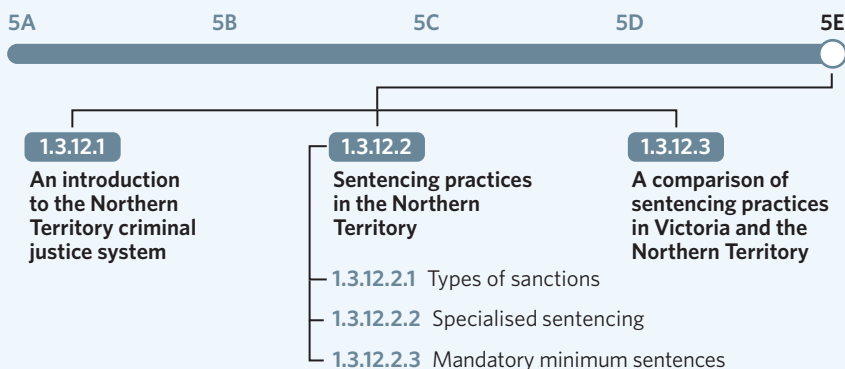 5A 5B 5C 5D 5E
1.3.12.1
An introduction
to the Northern
Territory criminal
justice system
1.3.12.2
Sentencing practices
in the Northern
Territory
1.3.12.2.1 Types of sanctions
1.3.12.2.2 Specialised sentencing
1.3.12.2.3 Mandatory minimum sentences
1.3.12.3
A comparison of
sentencing practices
in Victoria and the
Northern Territory